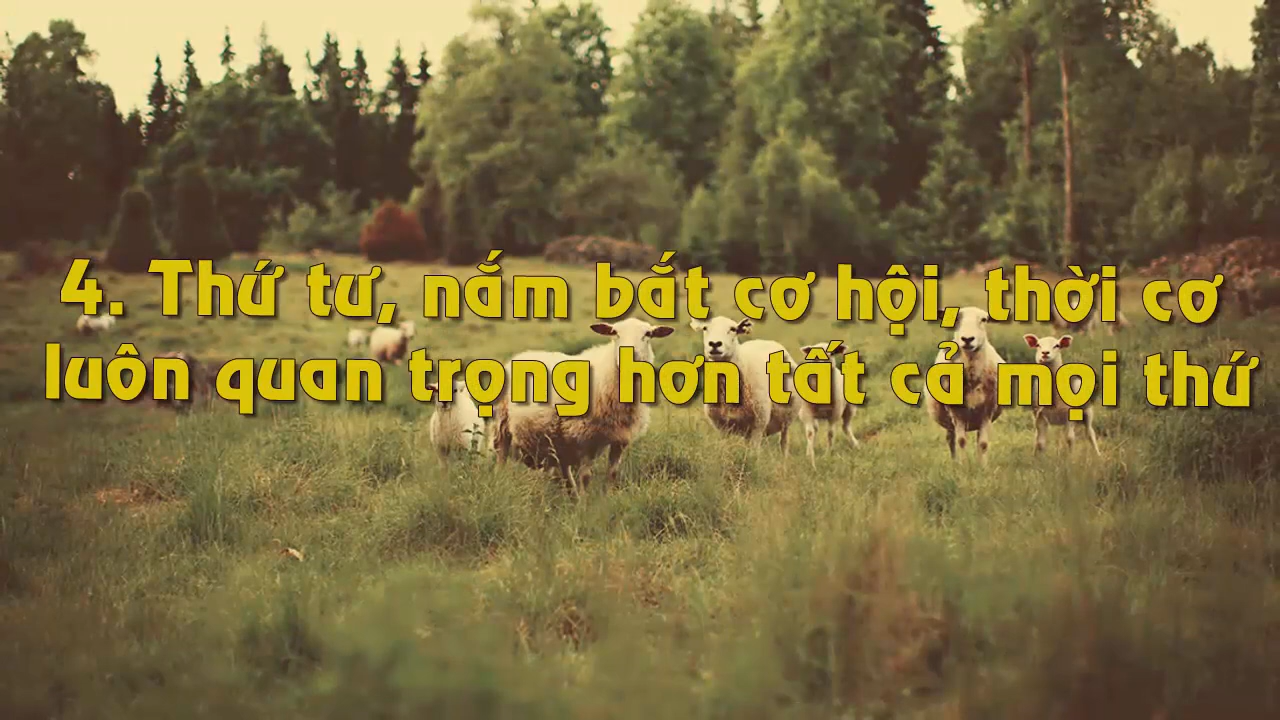 4. Thứ tư, nắm bắt cơ hội, thời cơ
luôn quan trọng hơn tất cả mọi thứ